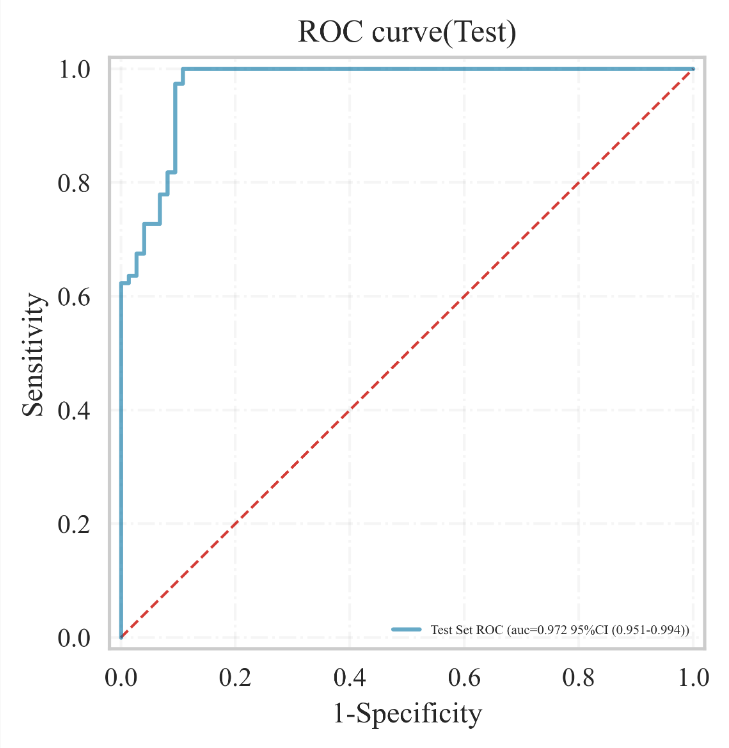 ROC curve(Test)
1.0
0.8
0.6
0.4
0.2
0.0
Sensitivity
Test Set ROC (auc=0.972 95%CI (0.951-0.994))
0.0 0.2 0.4 0.6 0.8 1.0
1-Specificity